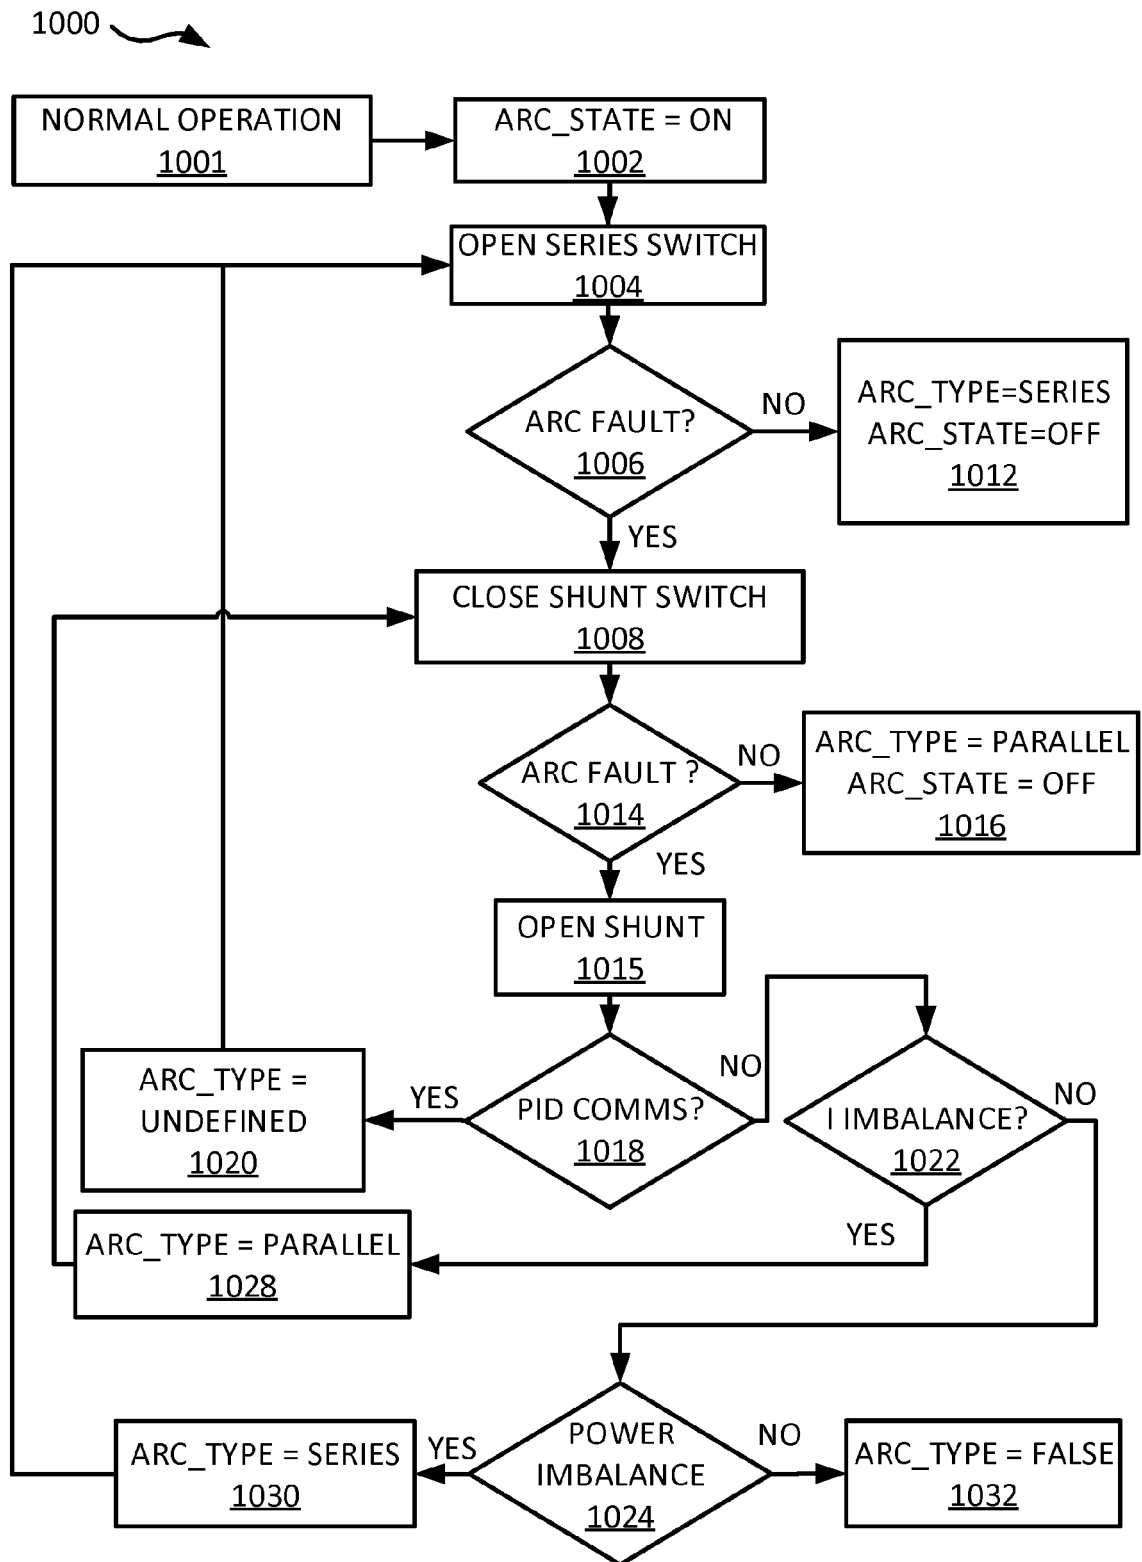 1000
NORMAL OPERATION
1001
ARC_STATE = ON
1002
OPEN SERIES SWITCH
1004
ARC FAULT?
1006
NO
ARC_TYPE=SERIES
ARC_STATE=OFF
1012
YES
CLOSE SHUNT SWITCH
1008
ARC FAULT ?
1014
NO
ARC_TYPE = PARALLEL
ARC_STATE = OFF
1016
YES
OPEN SHUNT
1015
PID COMMS?
1018
YES
ARC_TYPE =
UNDEFINED
1020
NO
I IMBALANCE?
1022
NO
YES
ARC_TYPE = PARALLEL
1028
POWER
IMBALANCE
1024
YES
ARC_TYPE = SERIES
1030
NO
ARC_TYPE = FALSE
1032